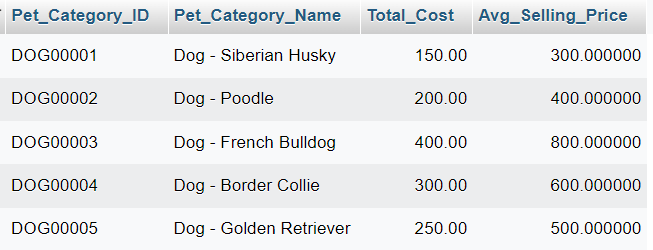 Pet_Category_ID Pet_Category_Name Total_Cost Avg_Selling_Price
DOG00001 Dog - Siberian Husky 150.00 300.000000
DOG00002 Dog - Poodle 200.00 400.000000
DOG00003 Dog - French Bulldog 400.00 800.000000
DOG00004 Dog - Border Collie 300.00 600.000000
DOG00005 Dog - Golden Retriever 250.00 500.000000